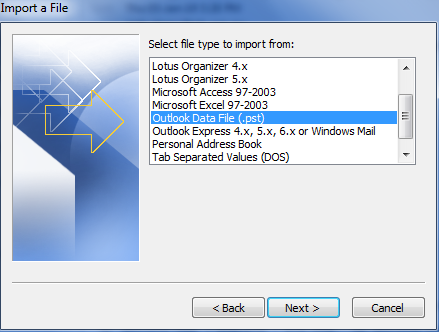 Import a File
Select file type to import from:
Lotus Organizer 4.x
Lotus Organizer 5.x
Microsoft Access 97-2003
Microsoft Excel 97-2003
Outlook Data File (.pst)
Outlook Express 4.x, 5.x, 6.x or Windows Mail
Personal Address Book
Tab Separated Values (DOS)
< Back
Next >
Cancel